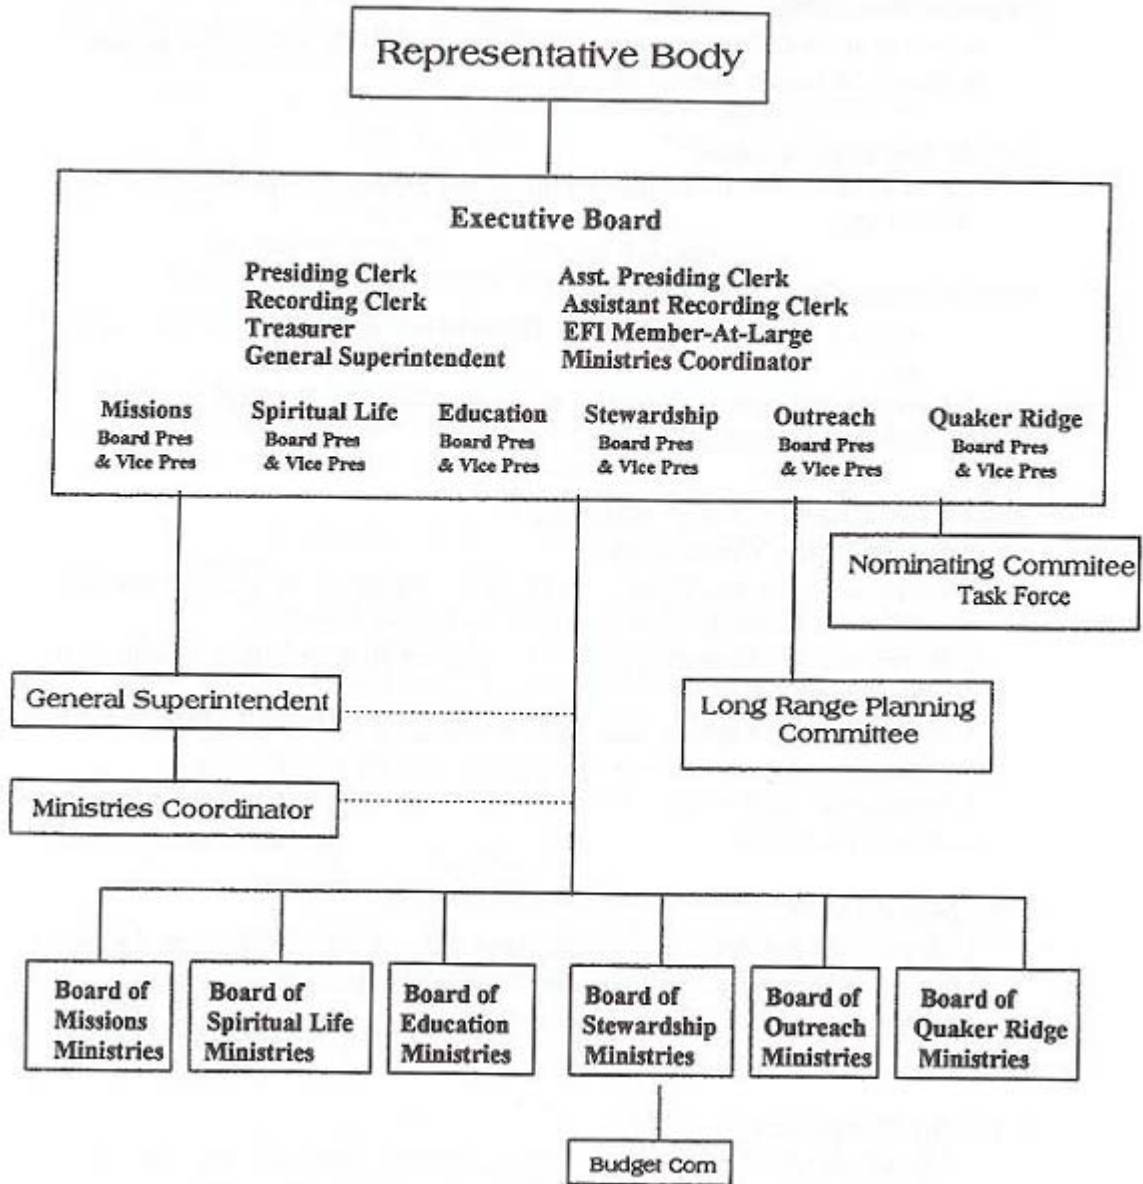 Representative Body
Executive Board
Presiding Clerk
Recording Clerk
Treasurer
General Superintendent
Asst. Presiding Clerk
Assistant Recording Clerk
EFI Member-At-Large
Ministries Coordinator
Missions
Board Pres
& Vice Pres
Spiritual Life
Board Pres
& Vice Pres
Education
Board Pres
& Vice Pres
Stewardship
Board Pres
& Vice Pres
Outreach
Board Pres
& Vice Pres
Quaker Ridge
Board Pres
& Vice Pres
Nominating Commitee
Task Force
General Superintendent
Long Range Planning
Committee
Ministries Coordinator
Board of
Missions
Ministries
Board of
Spiritual Life
Ministries
Board of
Education
Ministries
Board of
Stewardship
Ministries
Board of
Outreach
Ministries
Board of
Quaker Ridge
Ministries
Budget Com